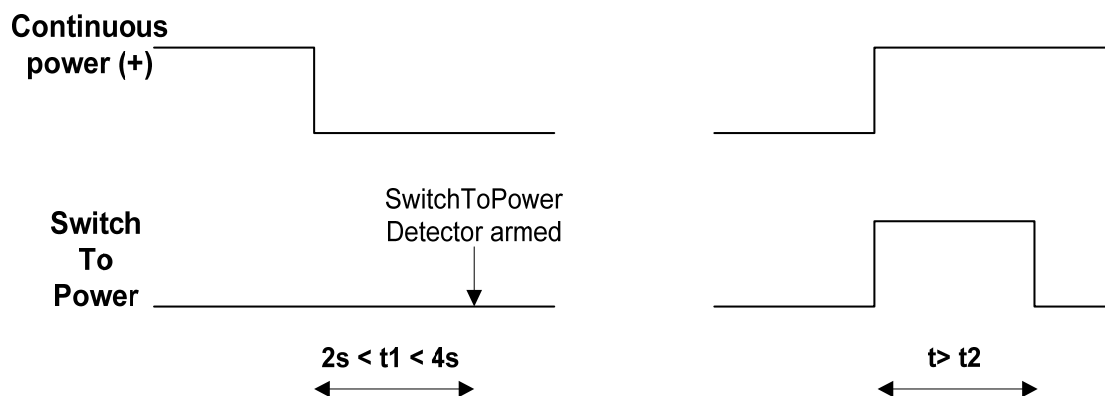 Continuous
power (+)
SwitchToPower
Detector armed
Switch
To
Power
2s < t1 < 4s
t> t2